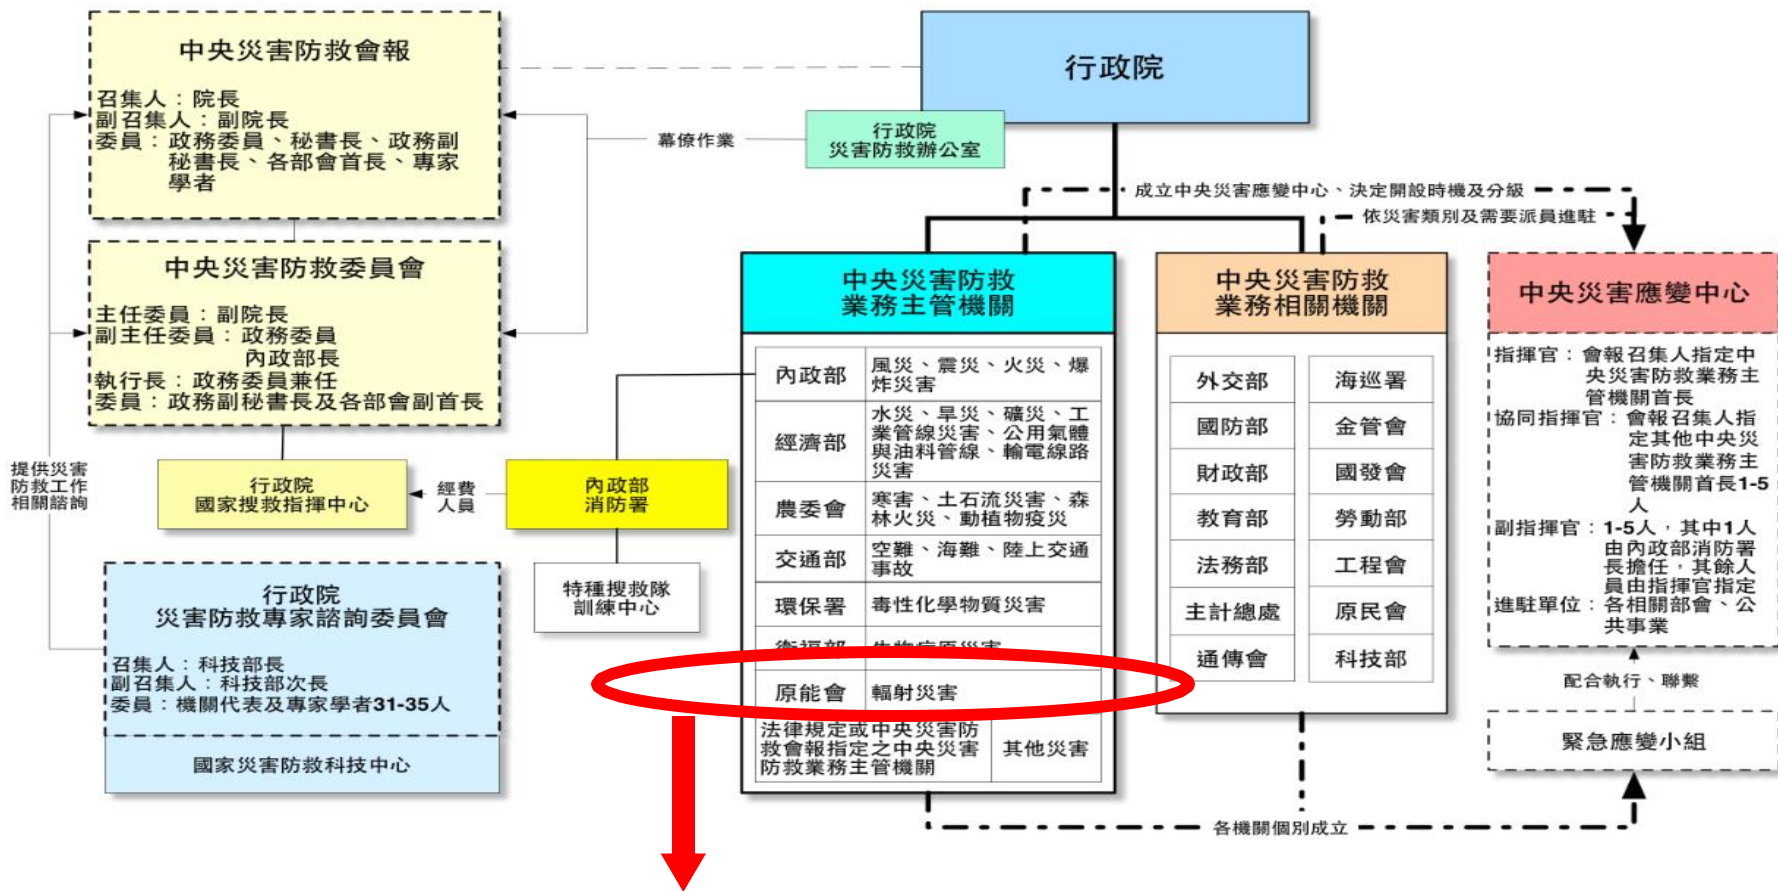 中央災害防救會報
召集人：院長
副召集人：副院長
委員：政務委員、秘書長、政務副
秘書長、各部會首長、專家
學者
行政院
行政院
災害防救辦公室
幕僚作業
成立中央災害應變中心、決定開設時機及分級
依災害類別及需要派員進駐
中央災害防救委員會
主任委員：副院長
副主任委員：政務委員
內政部長
執行長：政務委員兼任
委員：政務副秘書長及各部會副首長
提供災害
防救工作
相關諮詢
行政院
國家搜救指揮中心
經費
人員
內政部
消防署
特種搜救隊
訓練中心
行政院
災害防救專家諮詢委員會
召集人：科技部長
副召集人：科技部次長
委員：機關代表及專家學者31-35人
國家災害防救科技中心
中央災害防救
業務主管機關
內政部
風災、震災、火災、爆
炸災害
經濟部
水災、旱災、礦災、工
業管線災害、公用氣體
與油料管線、輸電線路
災害
農委會
寒害、土石流災害、森
林火災、動植物疫災
交通部
空難、海難、陸上交通
事故
環保署
毒性化學物質災害
衛福部
生物病原災害
原能會
輻射災害
法律規定或中央災害防
救會報指定之中央災害
防救業務主管機關
其他災害
中央災害防救
業務相關機關
外交部
海巡署
國防部
金管會
財政部
國發會
教育部
勞動部
法務部
工程會
主計總處
原民會
通傳會
科技部
中央災害應變中心
指揮官：會報召集人指定中
央災害防救業務主
管機關首長
協同指揮官：會報召集人指
定其他中央災
害防救業務主
管機關首長1-5
人
副指揮官：1-5人，其中1人
由內政部消防署
長擔任，其餘人
員由指揮官指定
進駐單位：各相關部會、公
共事業
配合執行、聯繫
緊急應變小組
各機關個別成立